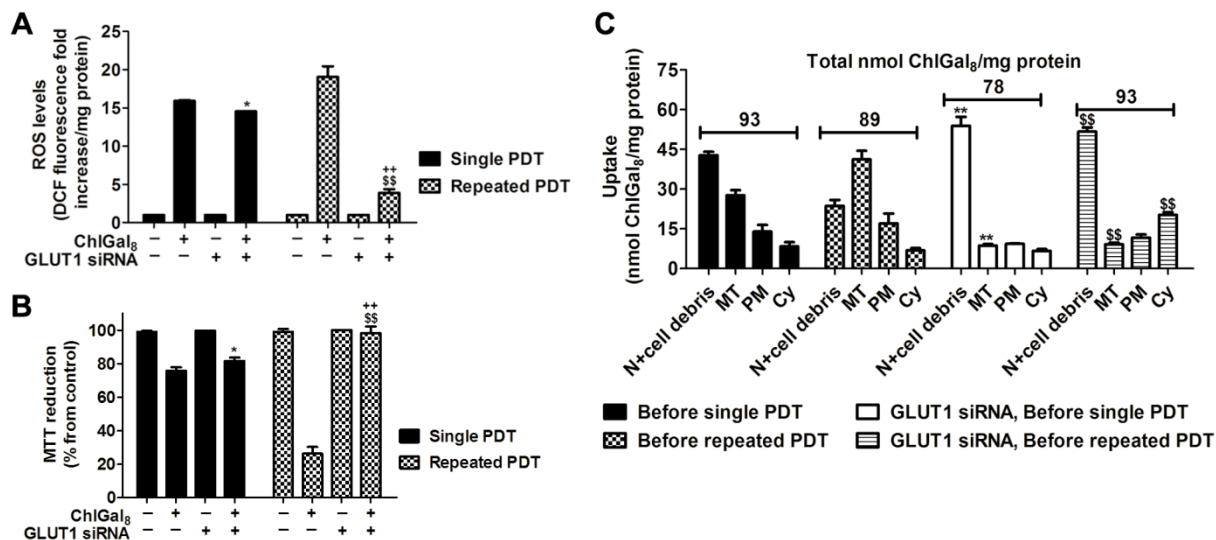 A
ROS levels
(DCF fluorescence fold
increase/mg protein)
25
20
15
10
5
0
*
++
$$
Single PDT
Repeated PDT
ChlGal8 – + – + – + – +
GLUT1 siRNA – – + + – – + +
B
MTT reduction
(% from control)
100
80
60
40
20
0
*
++
$$
Single PDT
Repeated PDT
ChlGal8 – + – + – + – +
GLUT1 siRNA – – + + – – + +
C
Total nmol ChlGal8/mg protein
Uptake
(nmol ChlGal8/mg protein)
75
60
45
30
15
0
93 89 78 93
** ** $$ $$ $$
N+cell debris MT PM Cy N+cell debris MT PM Cy N+cell debris MT PM Cy N+cell debris MT PM Cy
Before single PDT
Before repeated PDT
GLUT1 siRNA, Before single PDT
GLUT1 siRNA, Before repeated PDT